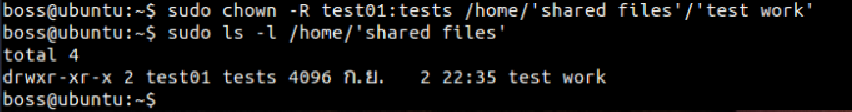 boss@ubuntu:~$ sudo chown -R test01:tests /home/'shared files'/'test work'
boss@ubuntu:~$ sudo ls -l /home/'shared files'
total 4
drwxr-xr-x 2 test01 tests 4096 ก.ย.   2 22:35 test work
boss@ubuntu:~$